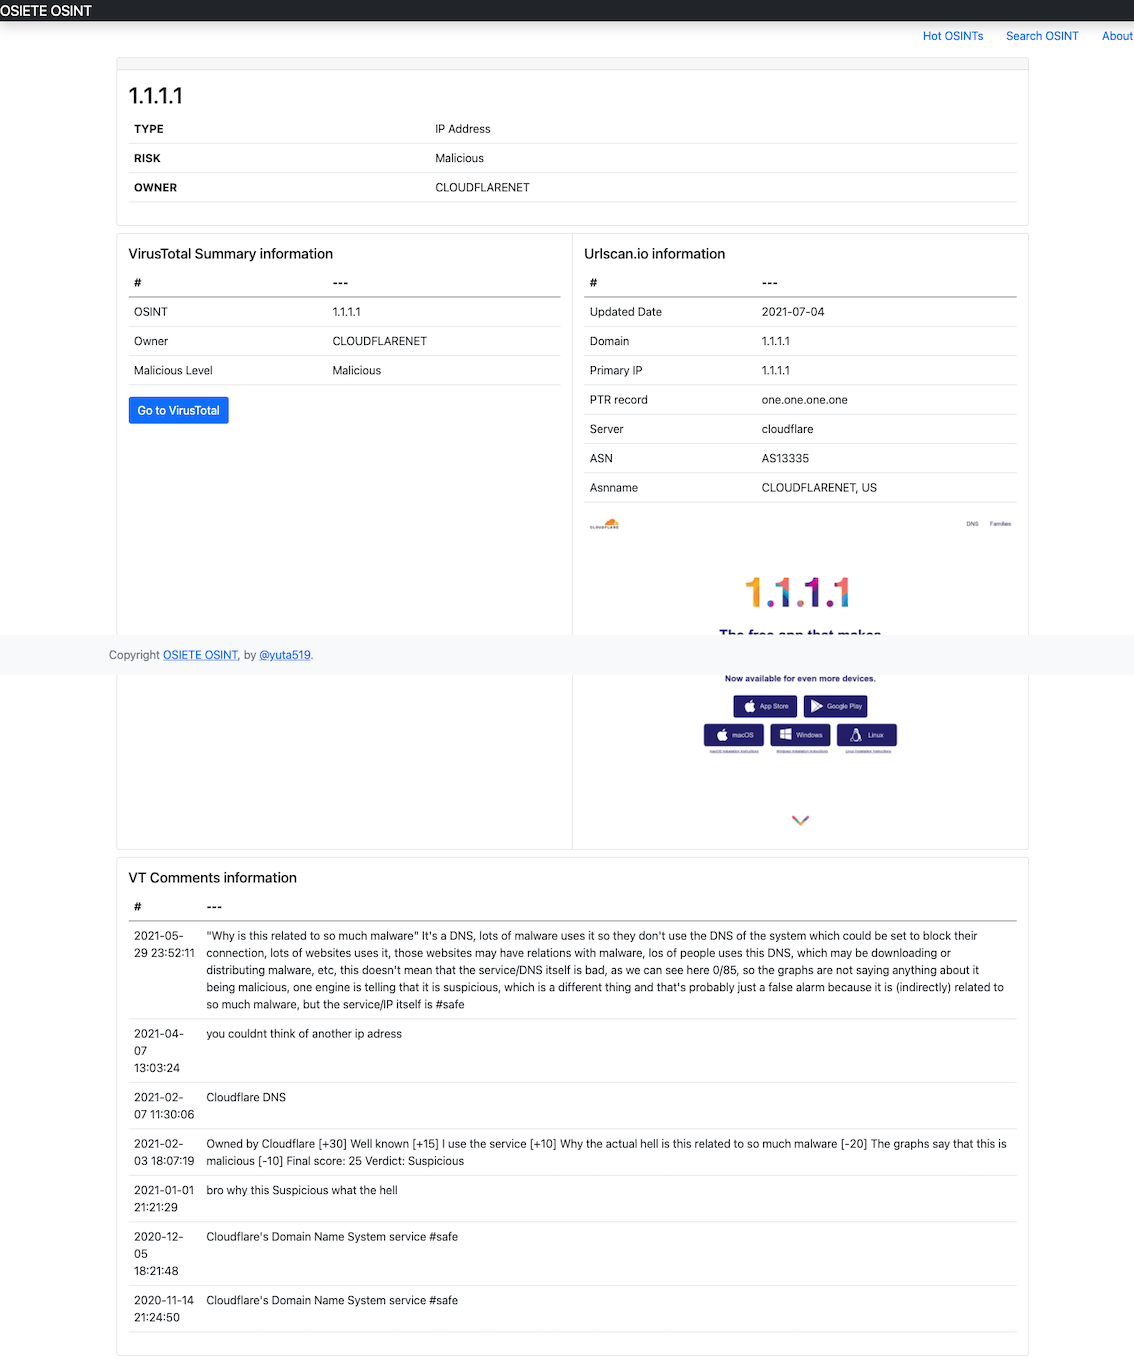 OSIETE OSINT
Hot OSINTs Search OSINT About
1.1.1.1
TYPE IP Address
RISK Malicious
OWNER CLOUDFLARENET
VirusTotal Summary information
# ---
OSINT 1.1.1.1
Owner CLOUDFLARENET
Malicious Level Malicious
Go to VirusTotal
Urlscan.io information
# ---
Updated Date 2021-07-04
Domain 1.1.1.1
Primary IP 1.1.1.1
PTR record one.one.one.one
Server cloudflare
ASN AS13335
Asnname CLOUDFLARENET, US
CLOUDFLARE DNS Families
1.1.1.1
The free app that makes
Copyright OSIETE OSINT, by @yuta519.
Now available for even more devices.
App Store Google Play
macOS Windows Linux
macOS Installation Instructions Windows Installation Instructions Linux Installation Instructions
VT Comments information
# ---
2021-05-
29 23:52:11
"Why is this related to so much malware" It's a DNS, lots of malware uses it so they don't use the DNS of the system which could be set to block their
connection, lots of websites uses it, those websites may have relations with malware, los of people uses this DNS, which may be downloading or
distributing malware, etc, this doesn't mean that the service/DNS itself is bad, as we can see here 0/85, so the graphs are not saying anything about it
being malicious, one engine is telling that it is suspicious, which is a different thing and that's probably just a false alarm because it is (indirectly) related to
so much malware, but the service/IP itself is #safe
2021-04-
07
13:03:24
you couldnt think of another ip adress
2021-02-
07 11:30:06
Cloudflare DNS
2021-02-
03 18:07:19
Owned by Cloudflare [+30] Well known [+15] I use the service [+10] Why the actual hell is this related to so much malware [-20] The graphs say that this is
malicious [-10] Final score: 25 Verdict: Suspicious
2021-01-01
21:21:29
bro why this Suspicious what the hell
2020-12-
05
18:21:48
Cloudflare's Domain Name System service #safe
2020-11-14
21:24:50
Cloudflare's Domain Name System service #safe